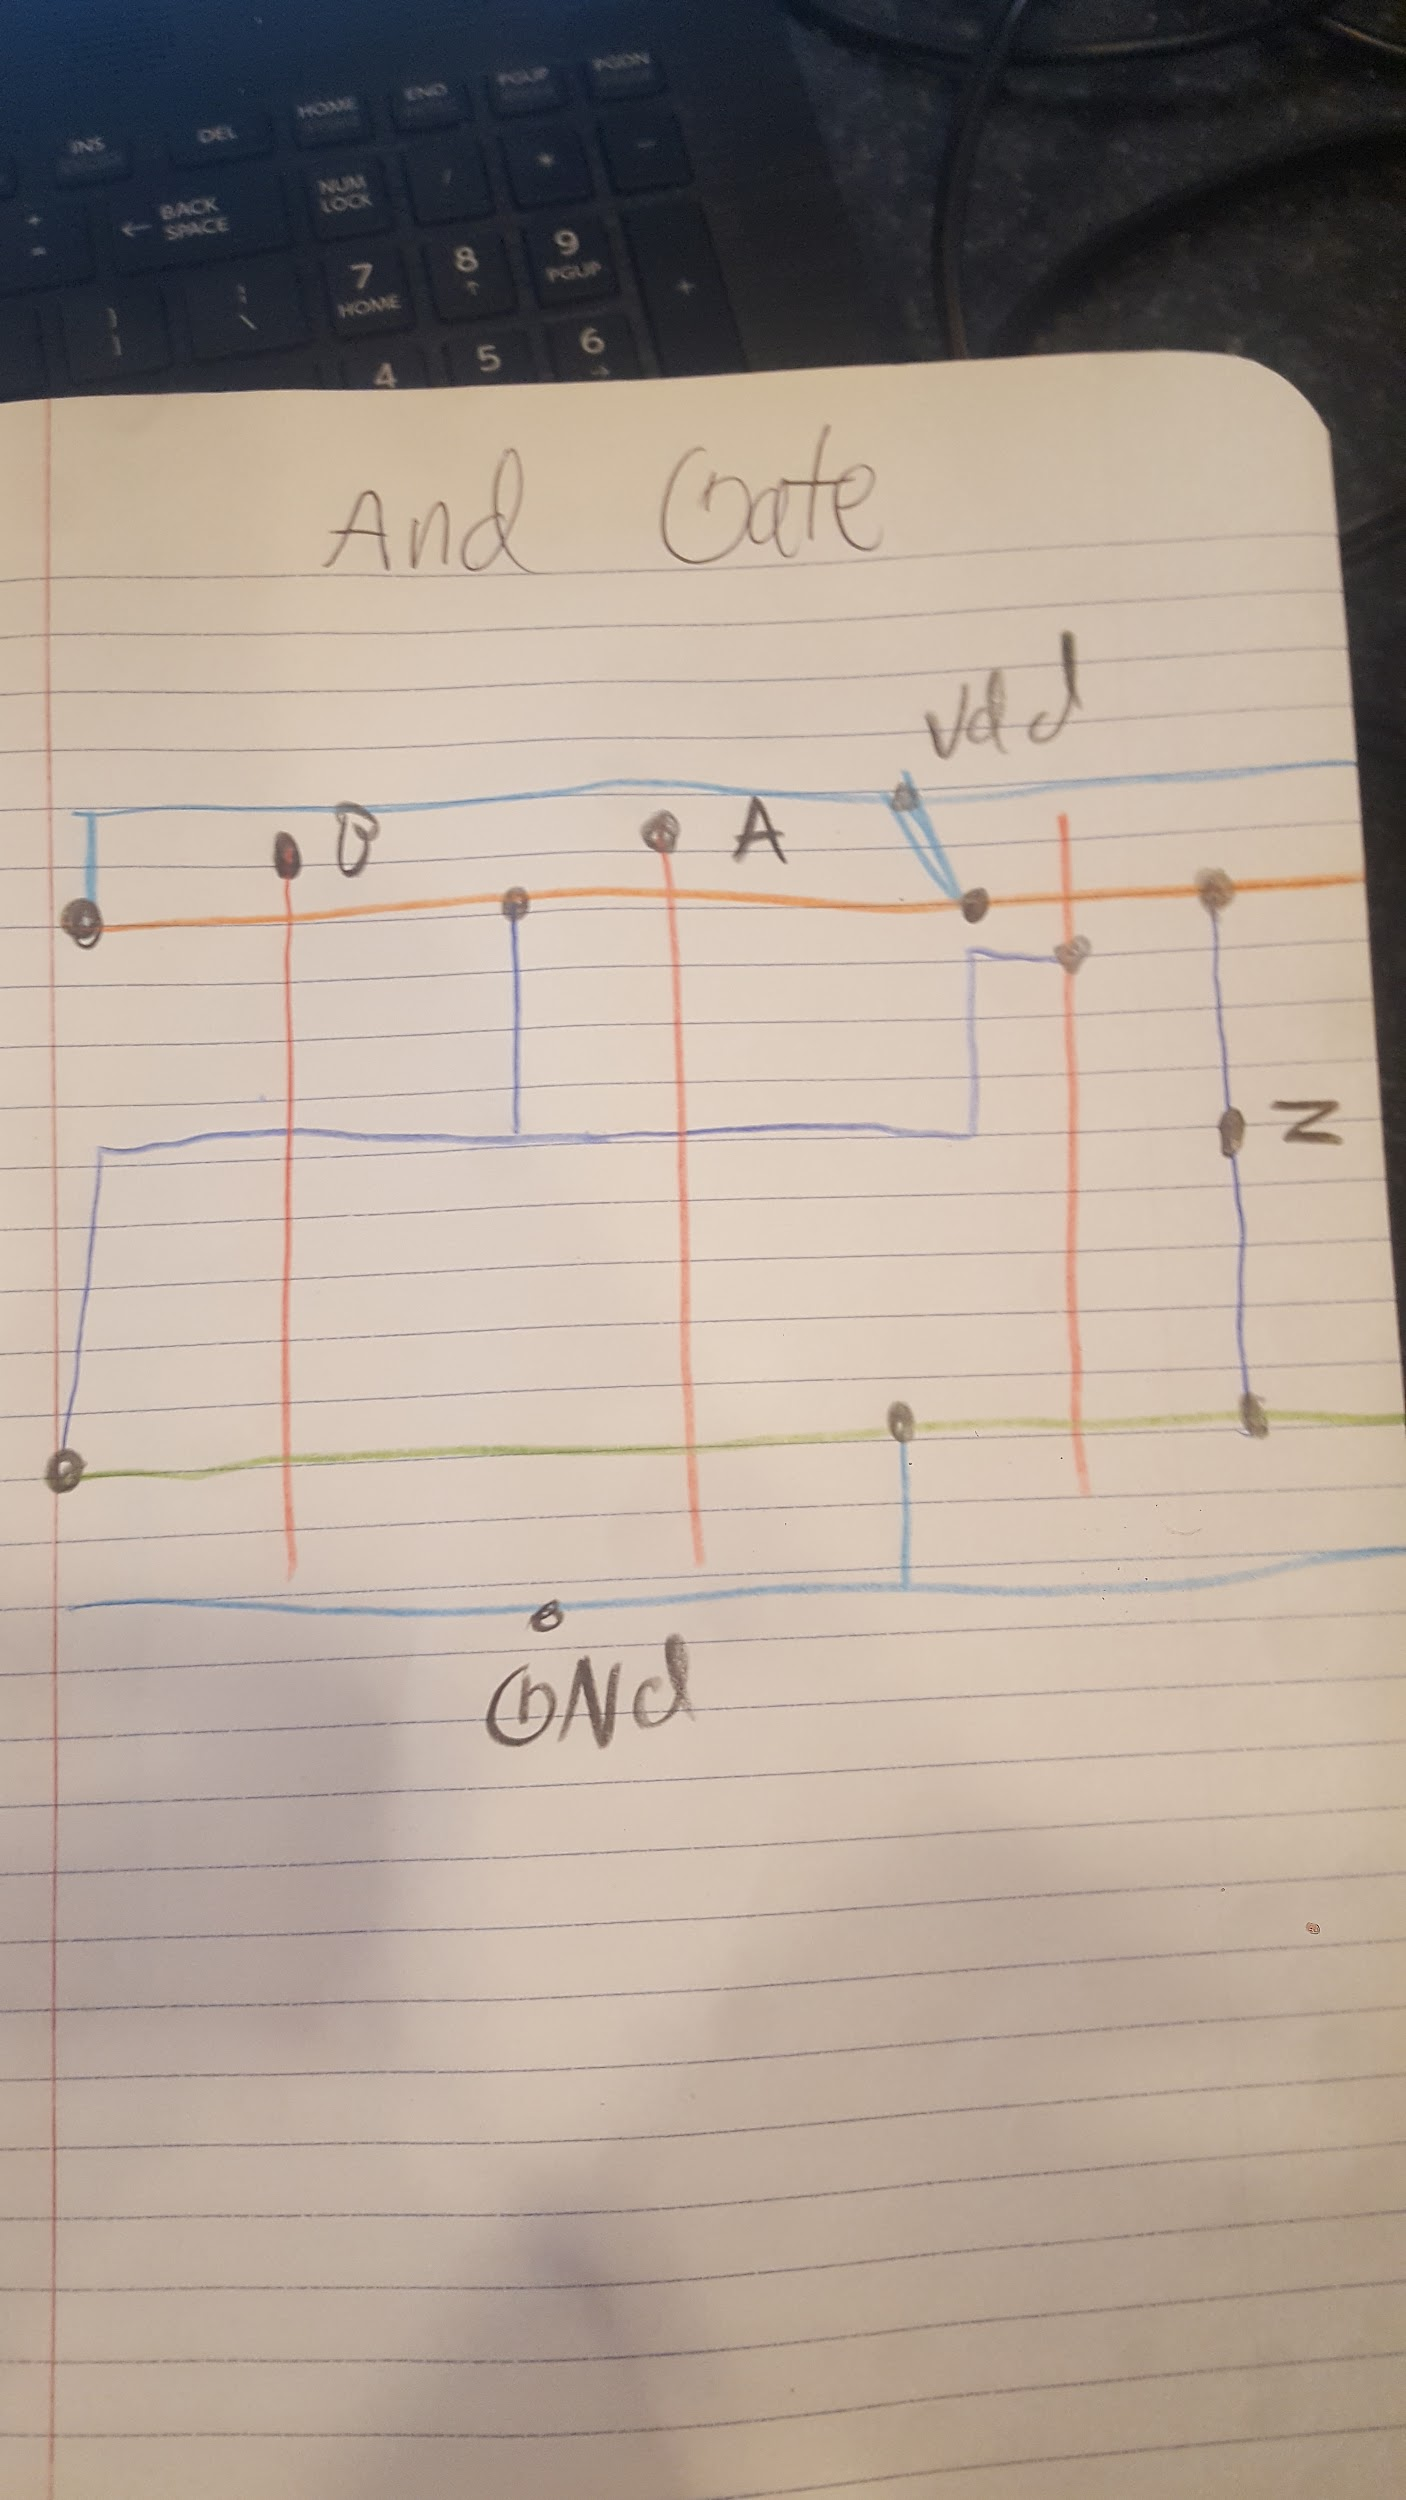 INS DEL HOME END PGUP PGDN
+ = ← BACK SPACE NUM LOCK / * -
} ] | \ 7 HOME 8 ↑ 9 PGUP +
4 5 6 →
And Gate
Vdd
B A
Z
GNd